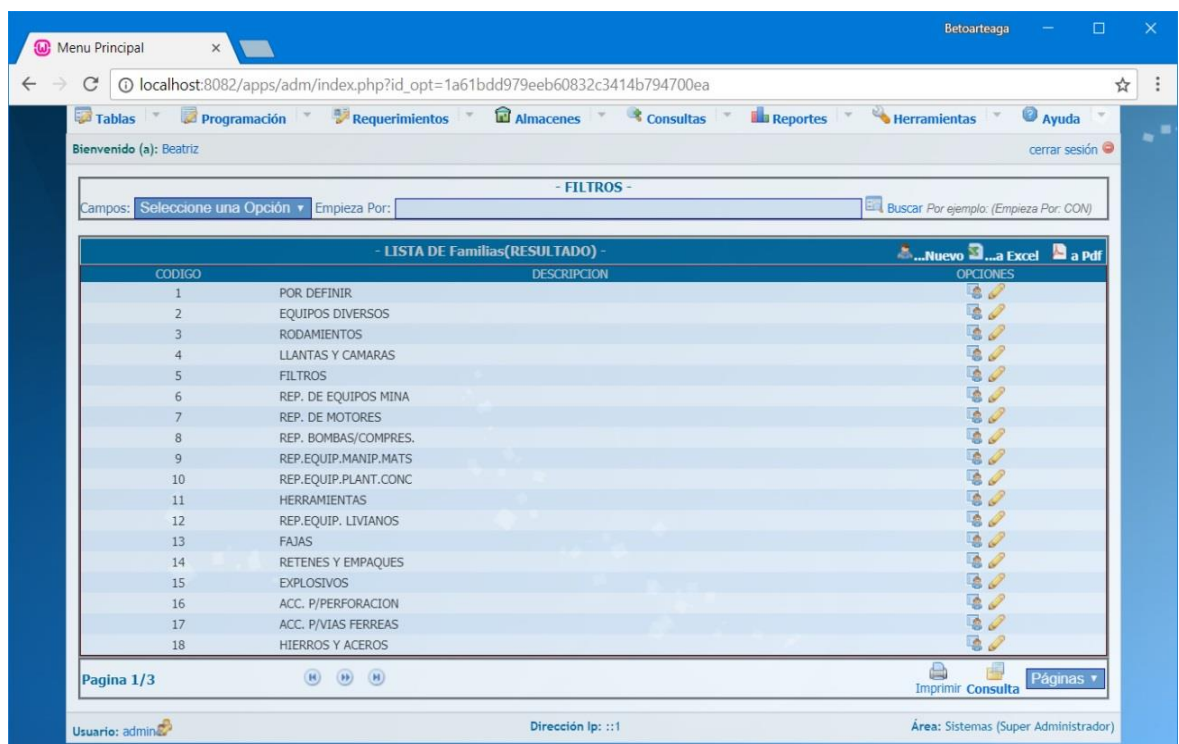 Betoarteaga
Menu Principal
localhost:8082/apps/adm/index.php?id_opt=1a61bdd979eeb60832c3414b794700ea
Tablas Programación Requerimientos Almacenes Consultas Reportes Herramientas Ayuda
Bienvenido (a): Beatriz cerrar sesión
- FILTROS -
Campos: Seleccione una Opción Empieza Por: Buscar Por ejemplo: (Empieza Por: CON)
- LISTA DE Familias(RESULTADO) - ...Nuevo ...a Excel a Pdf
CODIGO DESCRIPCION OPCIONES
1 POR DEFINIR
2 EQUIPOS DIVERSOS
3 RODAMIENTOS
4 LLANTAS Y CAMARAS
5 FILTROS
6 REP. DE EQUIPOS MINA
7 REP. DE MOTORES
8 REP. BOMBAS/COMPRES.
9 REP.EQUIP.MANIP.MATS
10 REP.EQUIP.PLANT.CONC
11 HERRAMIENTAS
12 REP.EQUIP. LIVIANOS
13 FAJAS
14 RETENES Y EMPAQUES
15 EXPLOSIVOS
16 ACC. P/PERFORACION
17 ACC. P/VIAS FERREAS
18 HIERROS Y ACEROS
Pagina 1/3 Imprimir Consulta Páginas
Usuario: admin Dirección Ip: ::1 Área: Sistemas (Super Administrador)